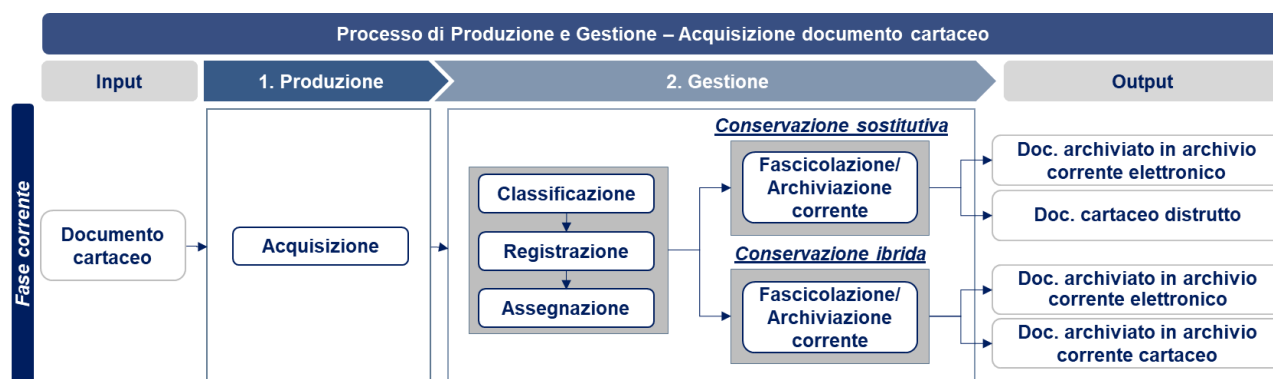 Processo di Produzione e Gestione – Acquisizione documento cartaceo
Input
1. Produzione
2. Gestione
Output
Fase corrente
Documento
cartaceo
Acquisizione
Classificazione
Registrazione
Assegnazione
Conservazione sostitutiva
Fascicolazione/
Archiviazione
corrente
Conservazione ibrida
Fascicolazione/
Archiviazione
corrente
Doc. archiviato in archivio
corrente elettronico
Doc. cartaceo distrutto
Doc. archiviato in archivio
corrente elettronico
Doc. archiviato in archivio
corrente cartaceo